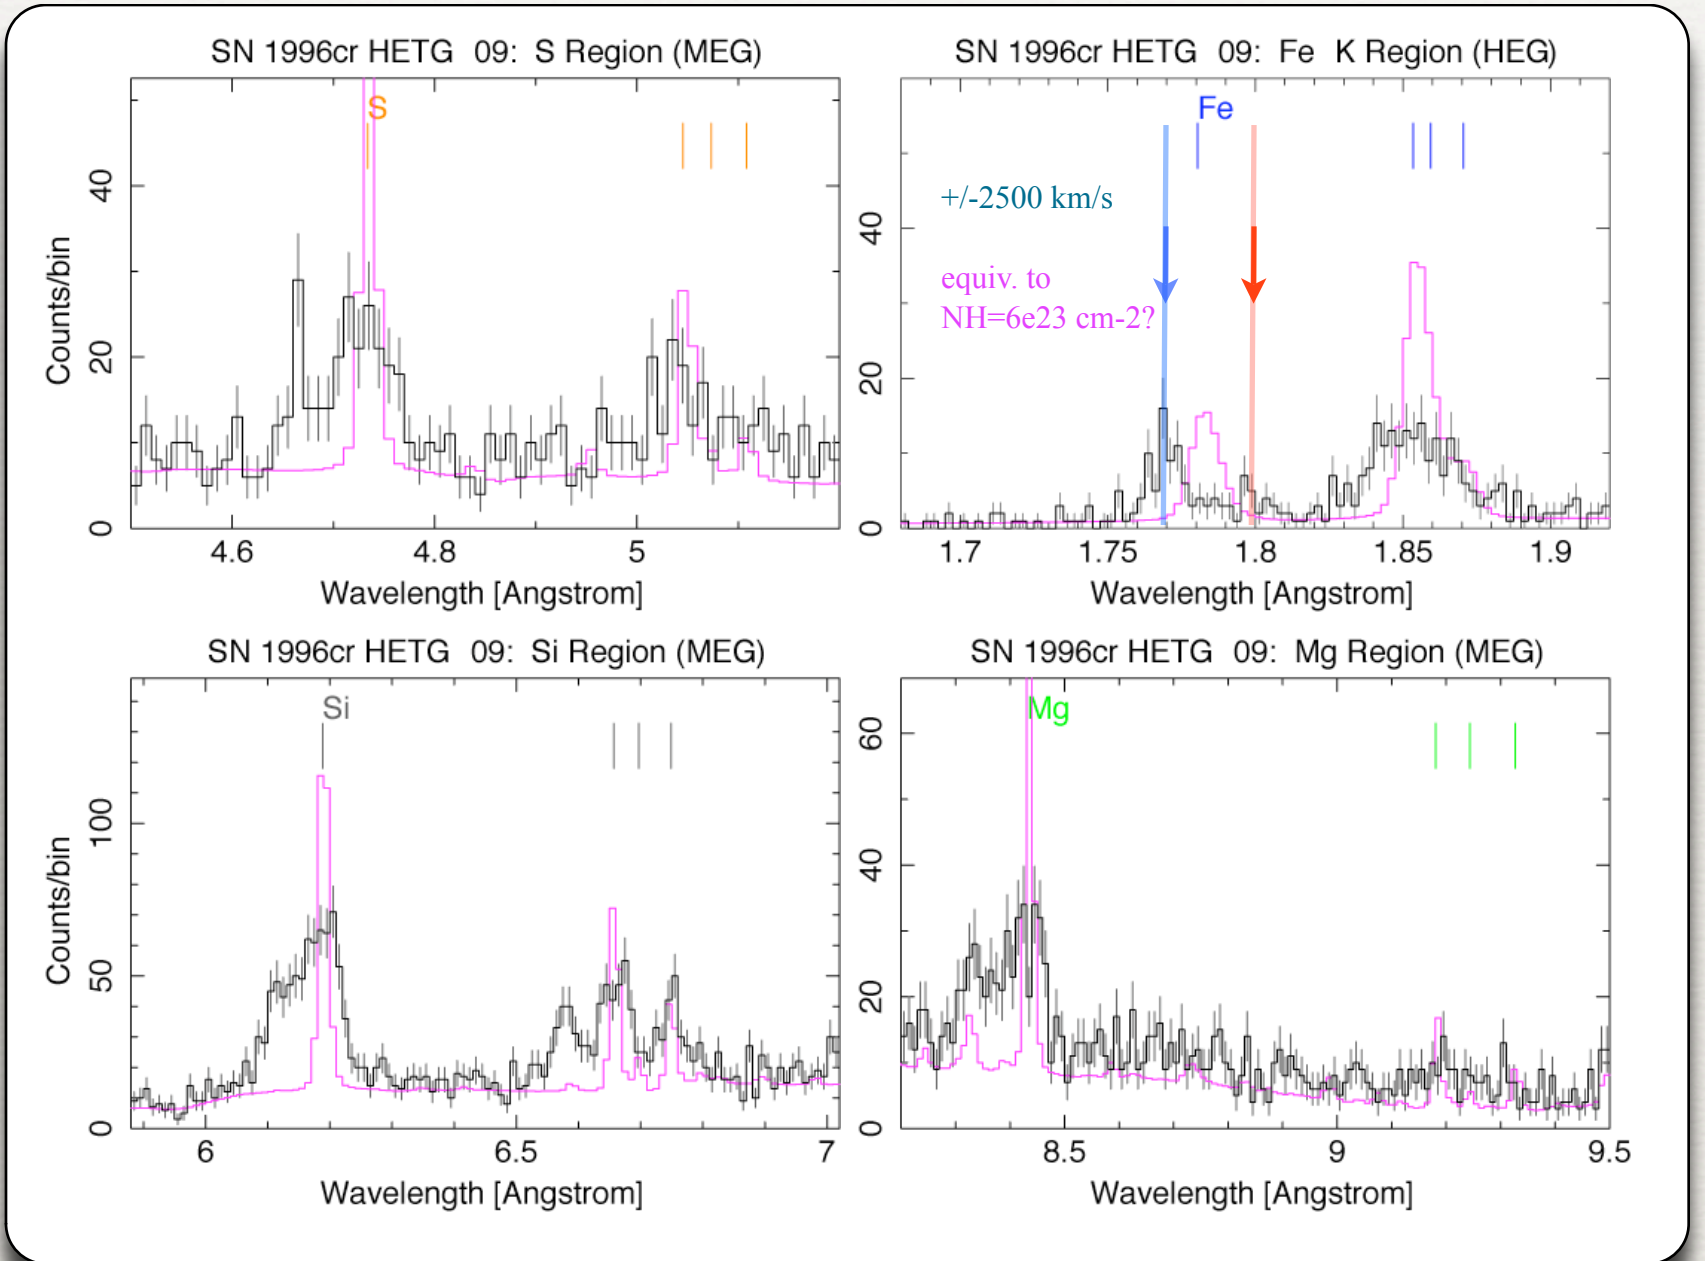 SN 1996cr HETG 09: S Region (MEG)
S
Counts/bin
40
20
0
4.6 4.8 5
Wavelength [Angstrom]
SN 1996cr HETG 09: Fe K Region (HEG)
Fe
+/-2500 km/s
equiv. to
NH=6e23 cm-2?
40
20
0
1.7 1.75 1.8 1.85 1.9
Wavelength [Angstrom]
SN 1996cr HETG 09: Si Region (MEG)
Si
Counts/bin
100
50
0
6 6.5 7
Wavelength [Angstrom]
SN 1996cr HETG 09: Mg Region (MEG)
Mg
60
40
20
0
8.5 9 9.5
Wavelength [Angstrom]